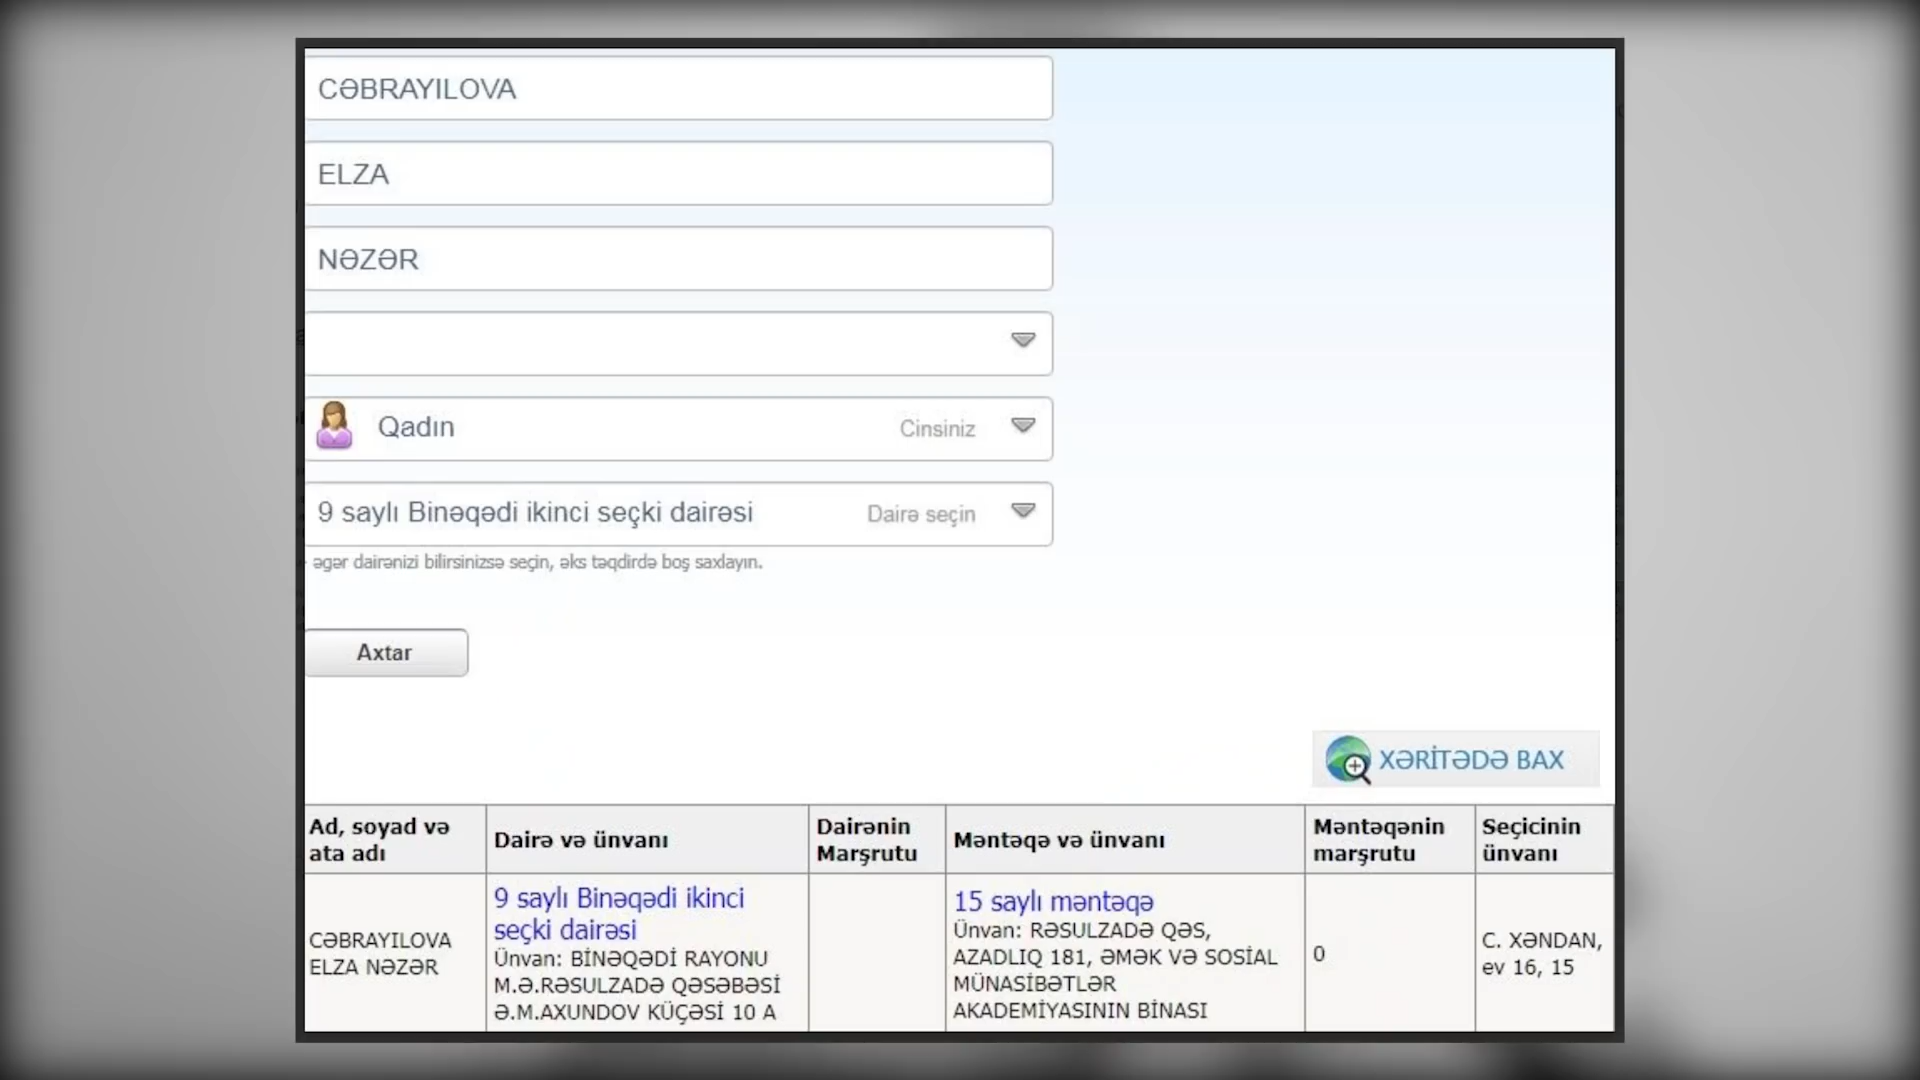 CƏBRAYILOVA
ELZA
NƏZƏR
Qadın Cinsiniz
9 saylı Binəqədi ikinci seçki dairəsi Dairə seçin
əgər dairənizi bilirsinizsə seçin, əks təqdirdə boş saxlayın.
Axtar
XƏRİTƏDƏ BAX
Ad, soyad və
ata adı
Dairə və ünvanı
Dairənin
Marşrutu
Məntəqə və ünvanı
Məntəqənin
marşrutu
Seçicinin
ünvanı
CƏBRAYILOVA
ELZA NƏZƏR
9 saylı Binəqədi ikinci
seçki dairəsi
Ünvan: BİNƏQƏDİ RAYONU
M.Ə.RƏSULZADƏ QƏSƏBƏSİ
Ə.M.AXUNDOV KÜÇƏSİ 10 A
15 saylı məntəqə
Ünvan: RƏSULZADƏ QƏS,
AZADLIQ 181, ƏMƏK VƏ SOSİAL
MÜNASİBƏTLƏR
AKADEMİYASININ BİNASI
0
C. XƏNDAN,
ev 16, 15